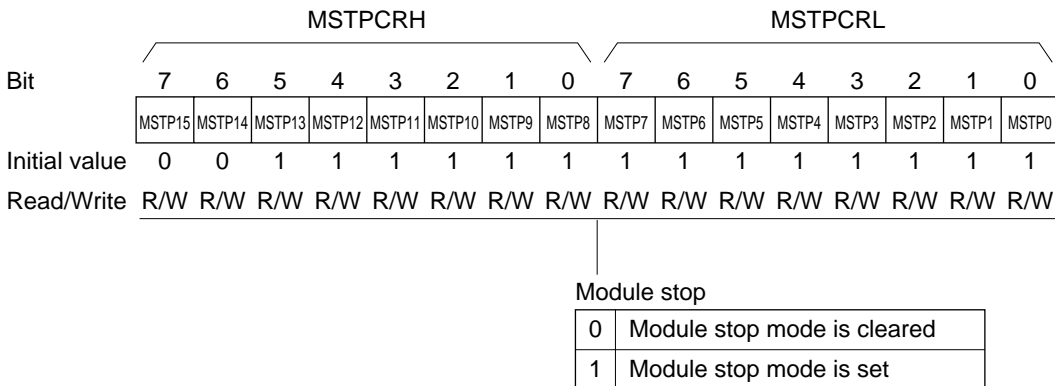 MSTPCRH MSTPCRL
Bit 7 6 5 4 3 2 1 0 7 6 5 4 3 2 1 0
MSTP15 MSTP14 MSTP13 MSTP12 MSTP11 MSTP10 MSTP9 MSTP8 MSTP7 MSTP6 MSTP5 MSTP4 MSTP3 MSTP2 MSTP1 MSTP0
Initial value 0 0 1 1 1 1 1 1 1 1 1 1 1 1 1 1
Read/Write R/W R/W R/W R/W R/W R/W R/W R/W R/W R/W R/W R/W R/W R/W R/W R/W
Module stop
0 Module stop mode is cleared
1 Module stop mode is set